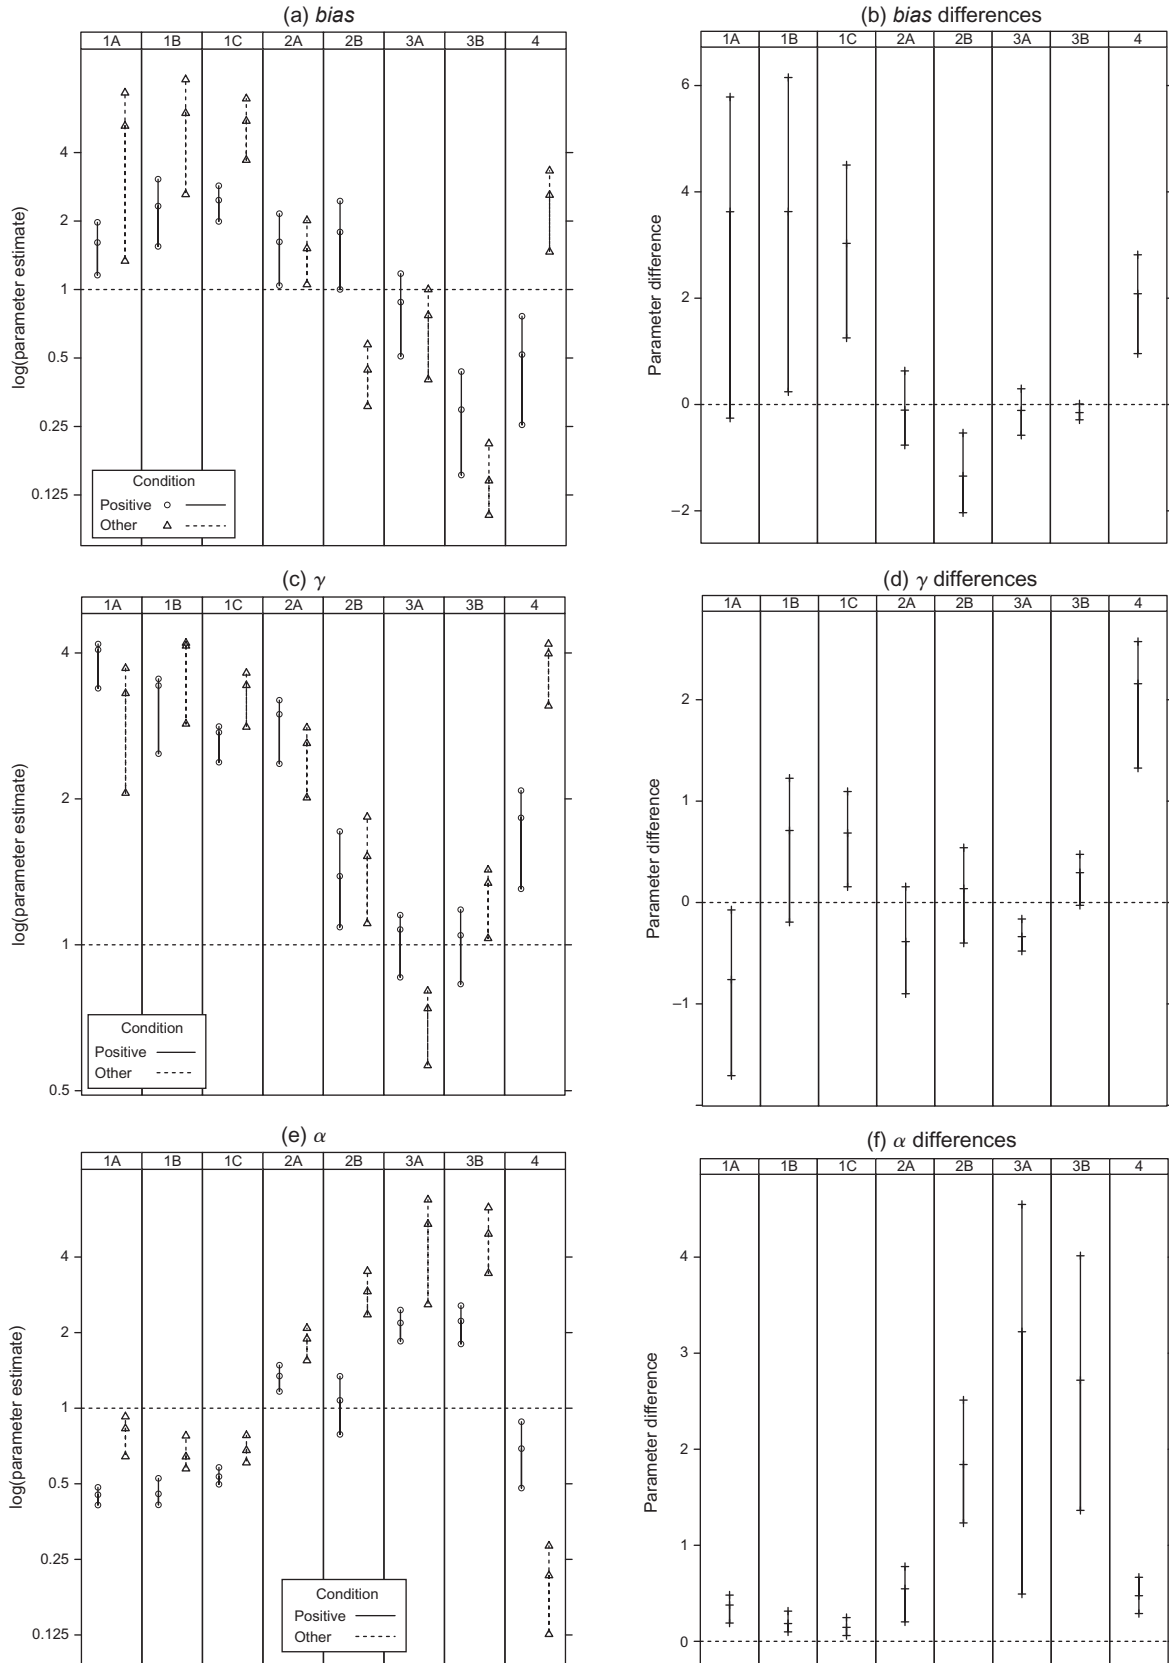 (a) bias
1A 1B 1C 2A 2B 3A 3B 4
log(parameter estimate)
4
2
1
0.5
0.25
0.125
Condition
Positive
Other
(b) bias differences
1A 1B 1C 2A 2B 3A 3B 4
Parameter difference
6
4
2
0
−2
(c) γ
1A 1B 1C 2A 2B 3A 3B 4
log(parameter estimate)
4
2
1
0.5
Condition
Positive
Other
(d) γ differences
1A 1B 1C 2A 2B 3A 3B 4
Parameter difference
2
1
0
−1
(e) α
1A 1B 1C 2A 2B 3A 3B 4
log(parameter estimate)
4
2
1
0.5
0.25
0.125
Condition
Positive
Other
(f) α differences
1A 1B 1C 2A 2B 3A 3B 4
Parameter difference
4
3
2
1
0